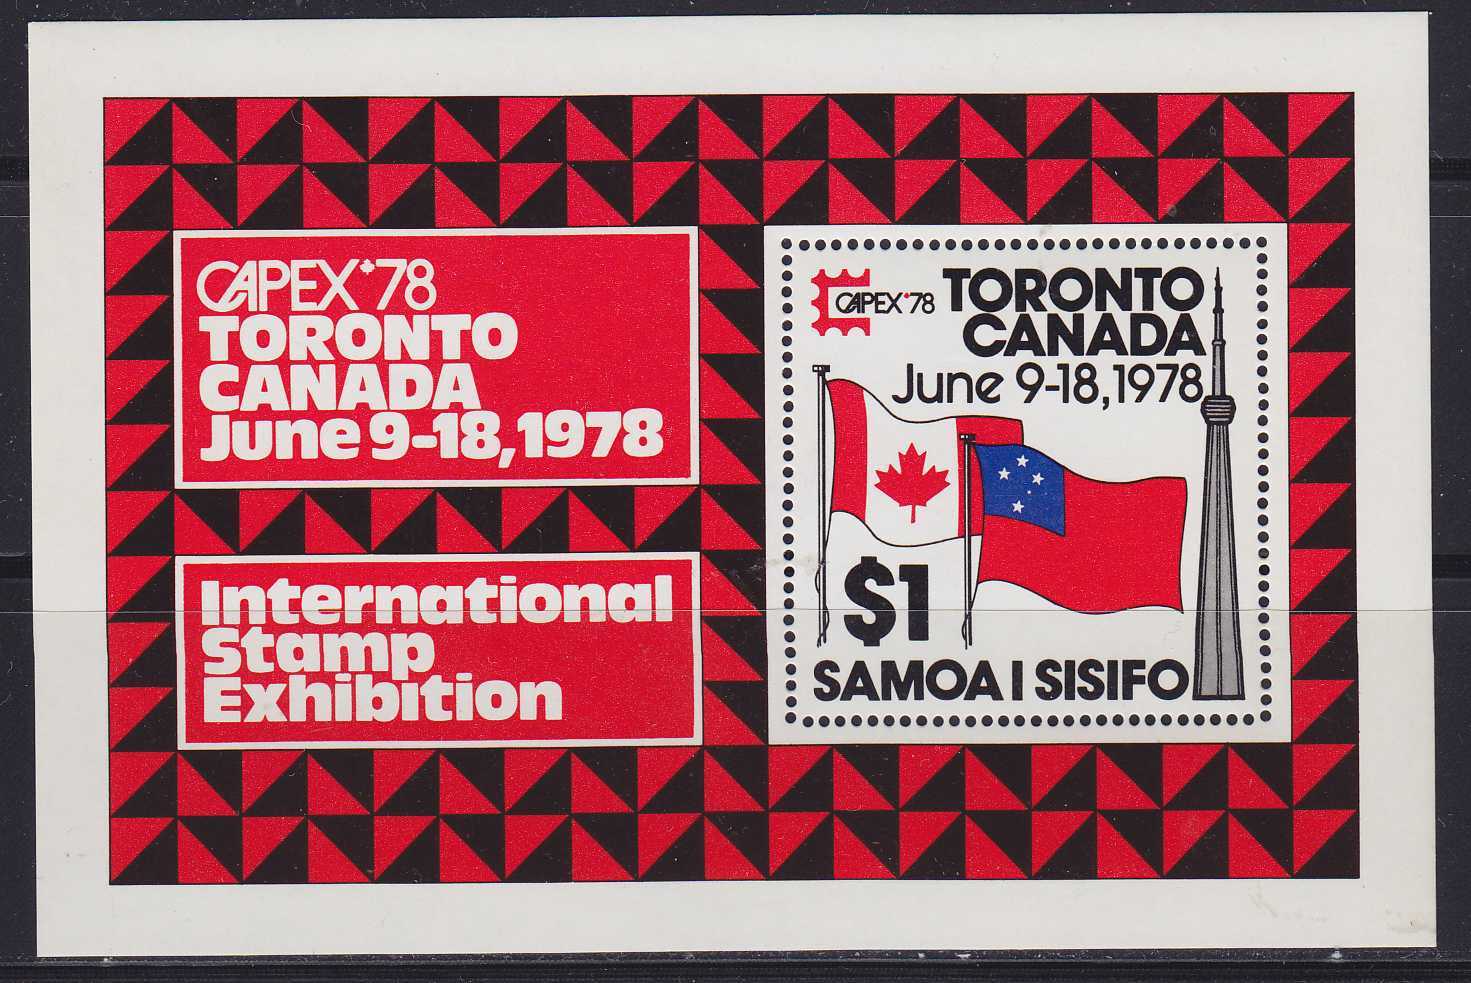 CAPEX '78
TORONTO
CANADA
June 9-18, 1978
International
Stamp
Exhibition
CAPEX '78
TORONTO
CANADA
June 9-18, 1978
$1
SAMOA I SISIFO